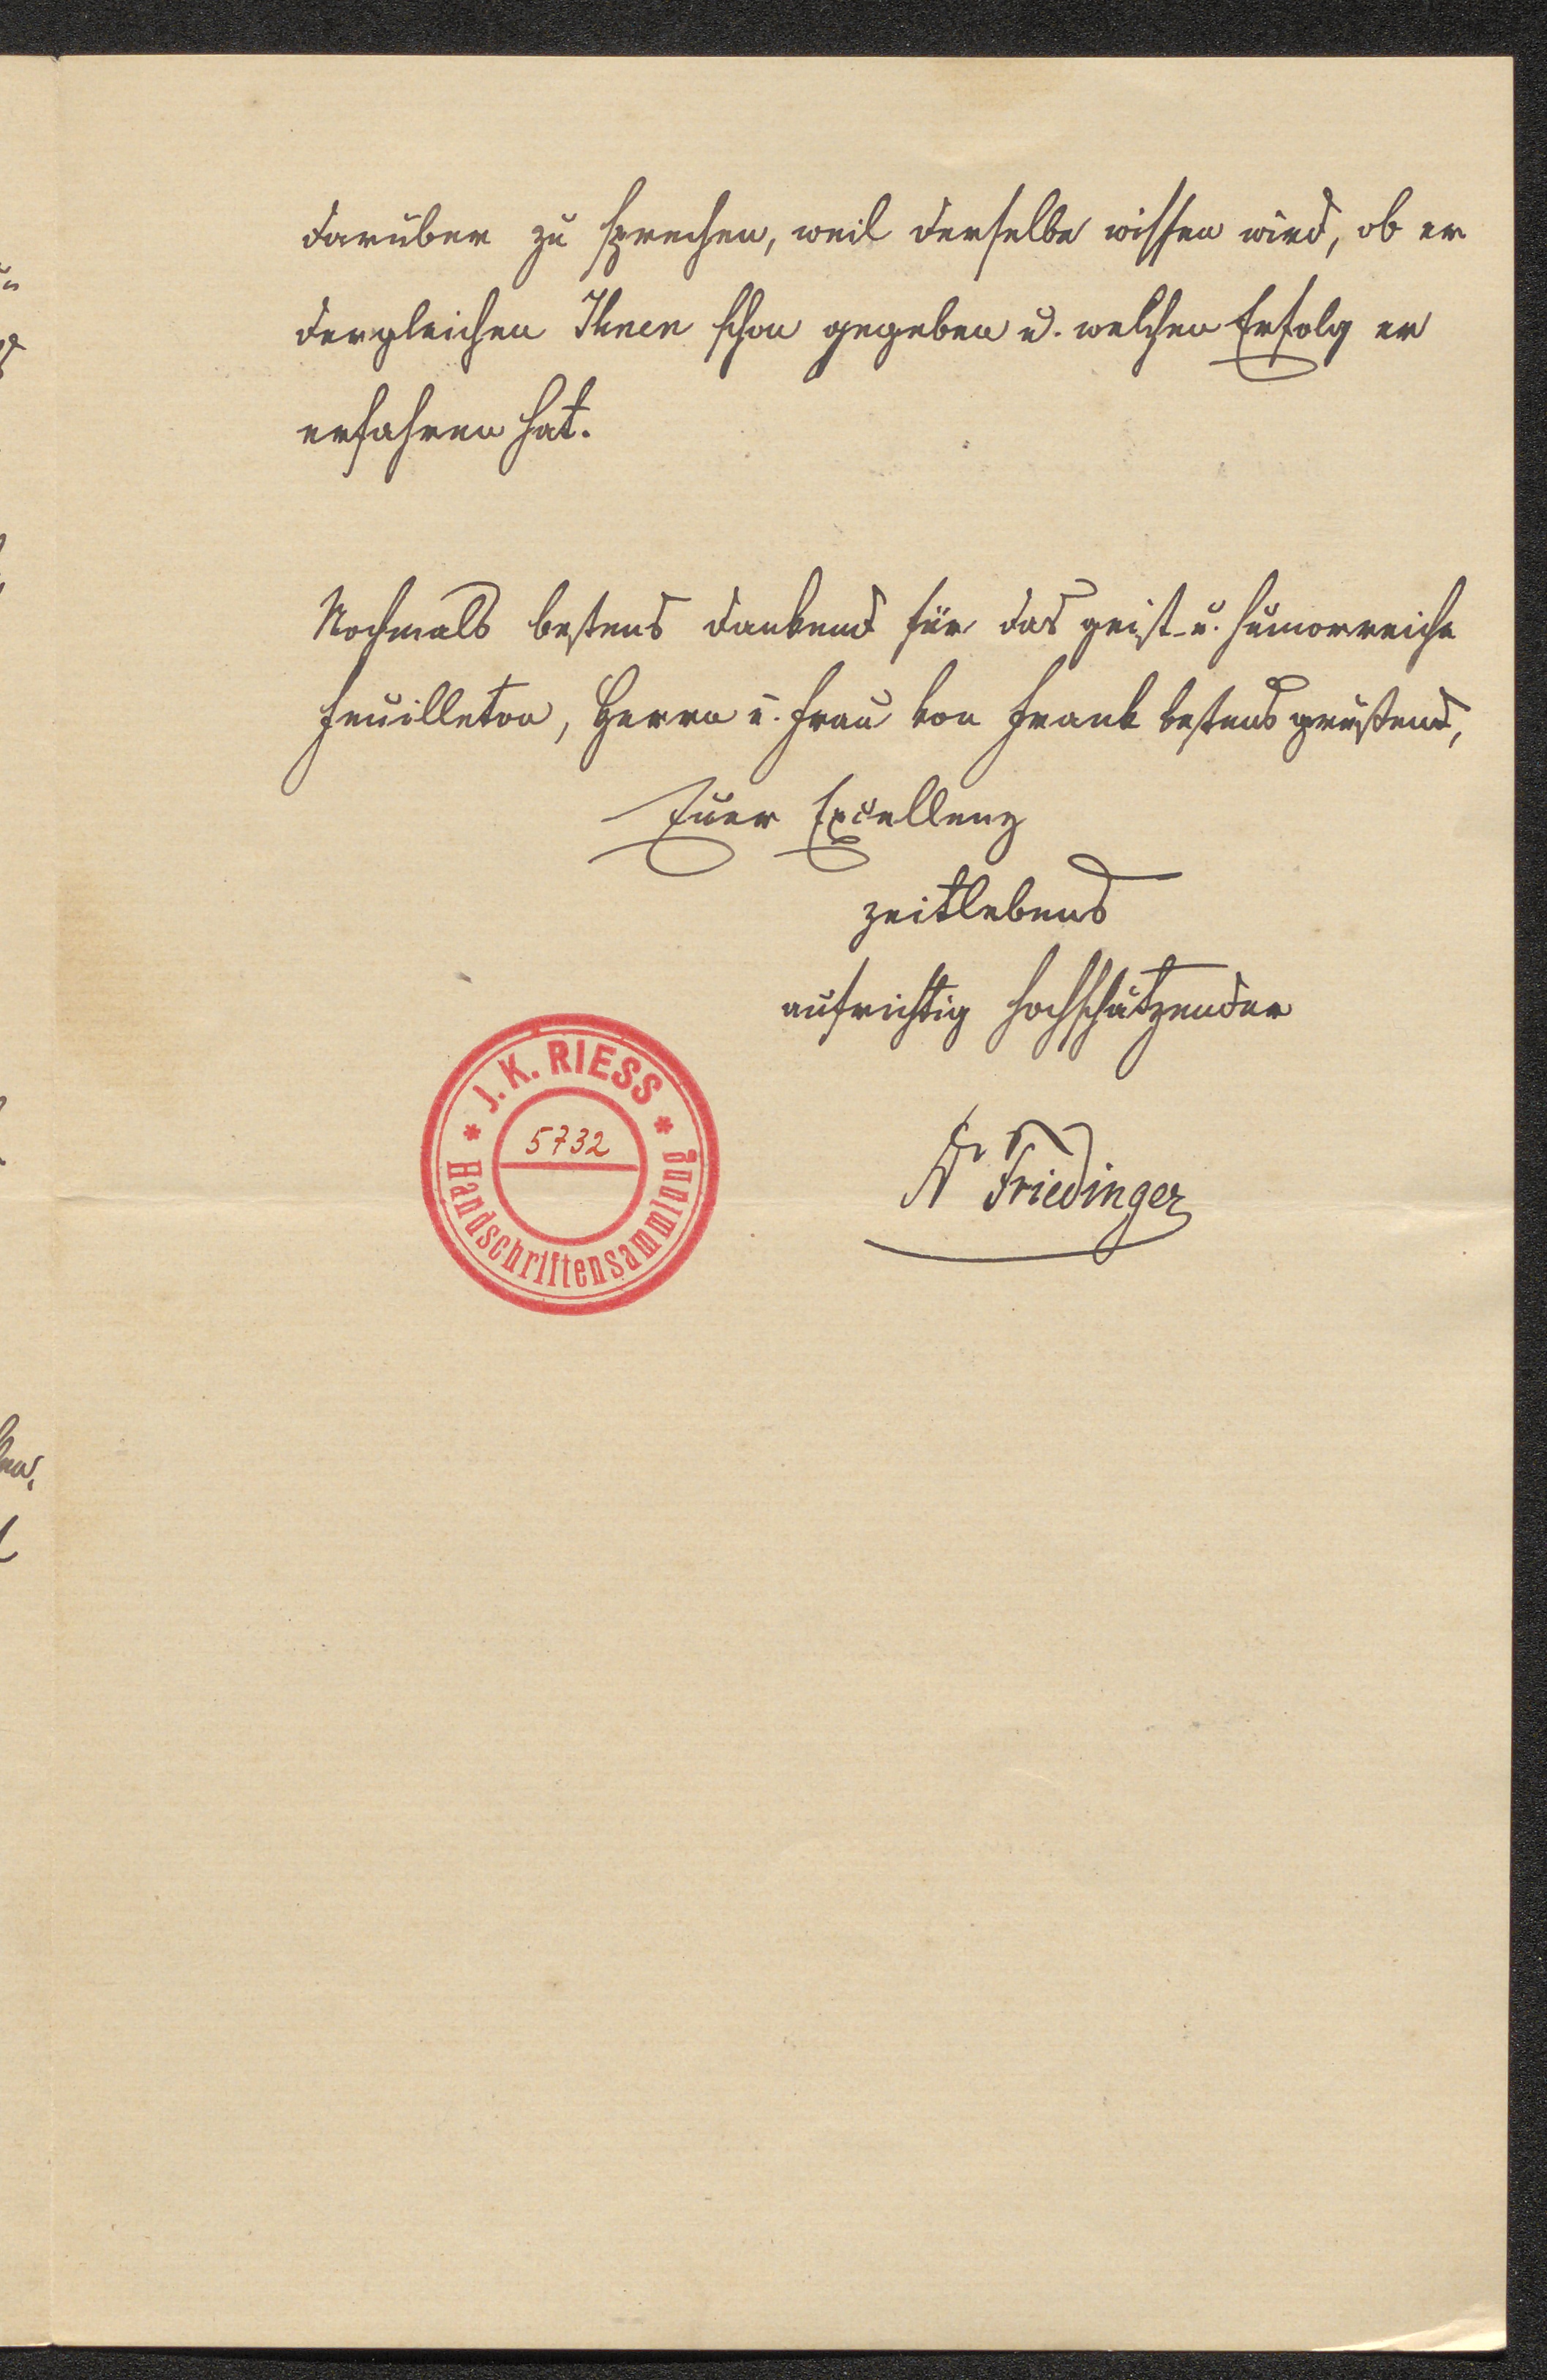 darüber zu sprechen, weil derselbe wissen wird, ob er
dergleichen Ihnen schon gegeben u. welchen Erfolg er
erfahren hat.
Nochmals bestens dankend für das geist- u. humorreiche
Feuilleton, Herrn u. Frau von Frank bestens grüßend,
Euer Excellenz
zeitlebens
aufrichtig hochschätzender
Dr Friedinger
J. K. RIESS
5732
Handschriftensammlung